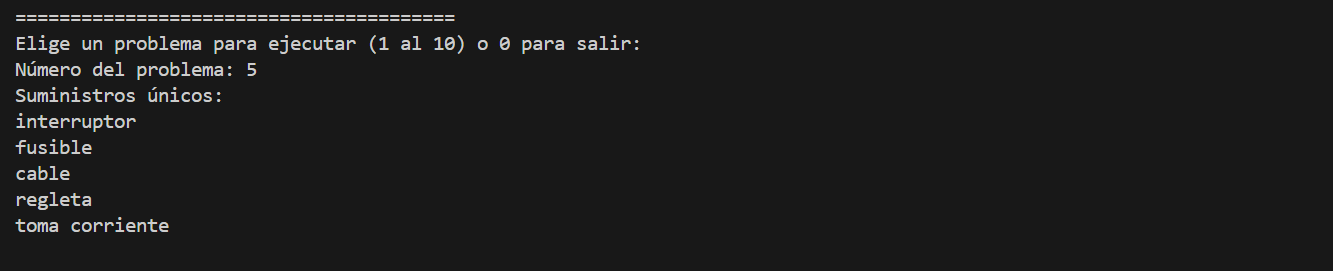 ========================================
Elige un problema para ejecutar (1 al 10) o 0 para salir:
Número del problema: 5
Suministros únicos:
interruptor
fusible
cable
regleta
toma corriente